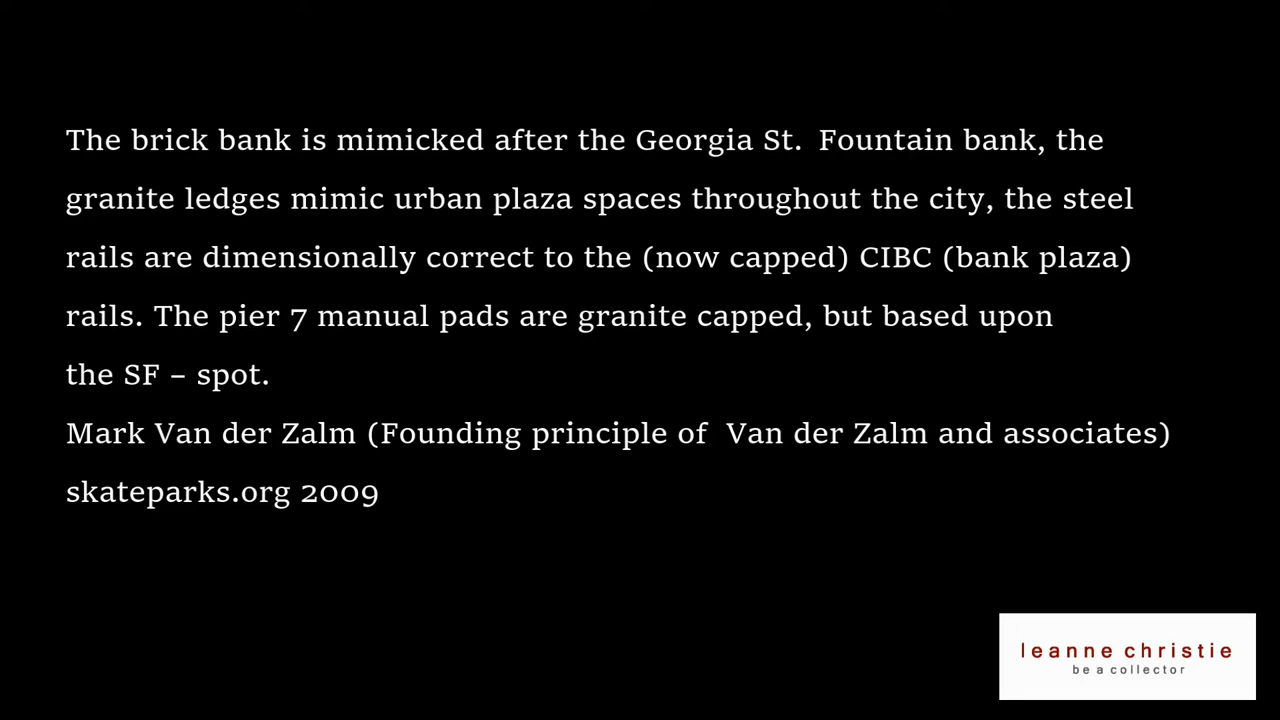 The brick bank is mimicked after the Georgia St.  Fountain bank, the
granite ledges mimic urban plaza spaces throughout the city, the steel
rails are dimensionally correct to the (now capped) CIBC (bank plaza)
rails. The pier 7 manual pads are granite capped, but based upon
the SF – spot.
Mark Van der Zalm (Founding principle of  Van der Zalm and associates)
skateparks.org 2009
leanne christie
be a collector